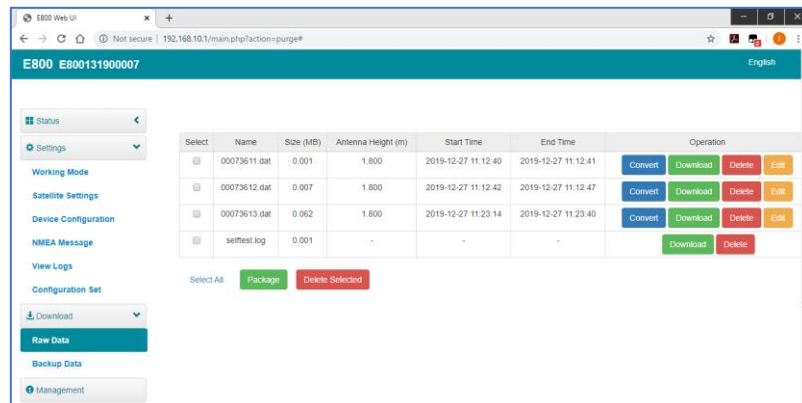 E800 Web UI
Not secure | 192.168.10.1/main.php?action=purge#
E800 E800131900007 English
Status
Settings
Working Mode
Satellite Settings
Device Configuration
NMEA Message
View Logs
Configuration Set
Download
Raw Data
Backup Data
Management
Select Name Size (MB) Antenna Height (m) Start Time End Time Operation
00073611.dat 0.001 1.800 2019-12-27 11:12:40 2019-12-27 11:12:41 Convert Download Delete Edit
00073612.dat 0.007 1.800 2019-12-27 11:12:42 2019-12-27 11:12:47 Convert Download Delete Edit
00073613.dat 0.062 1.800 2019-12-27 11:23:14 2019-12-27 11:23:40 Convert Download Delete Edit
selftest.log 0.001 - - - Download Delete
Select All Package Delete Selected